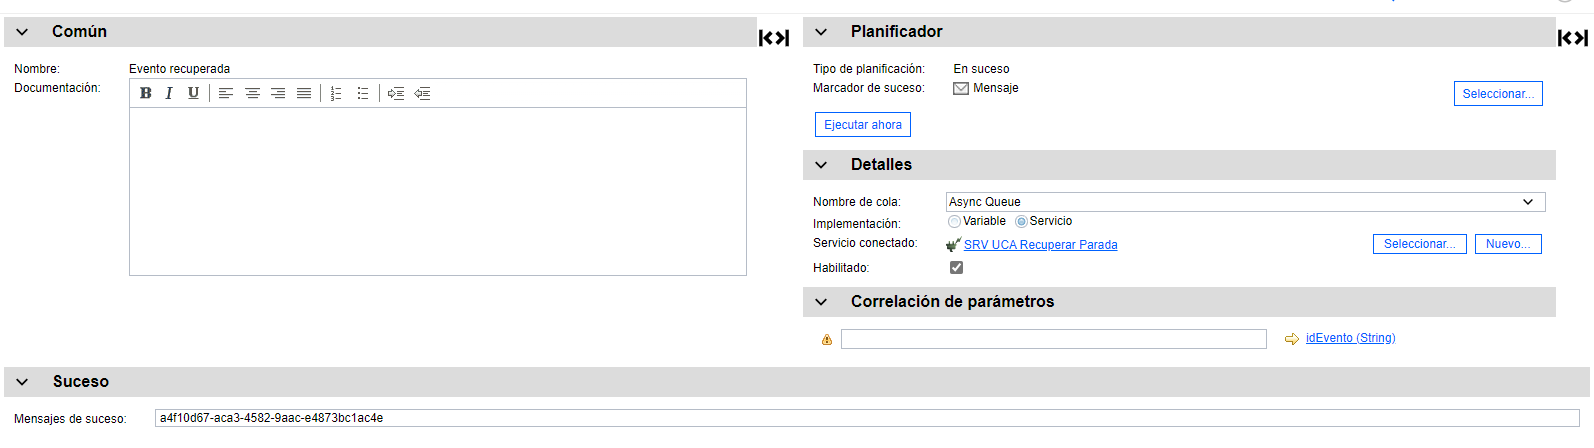 Común
Nombre: Evento recuperada
Documentación:
B I U
Planificador
Tipo de planificación: En suceso
Marcador de suceso: Mensaje
Seleccionar...
Ejecutar ahora
Detalles
Nombre de cola: Async Queue
Implementación: Variable Servicio
Servicio conectado: SRV UCA Recuperar Parada
Seleccionar... Nuevo...
Habilitado:
Correlación de parámetros
idEvento (String)
Suceso
Mensajes de suceso: a4f10d67-aca3-4582-9aac-e4873bc1ac4e